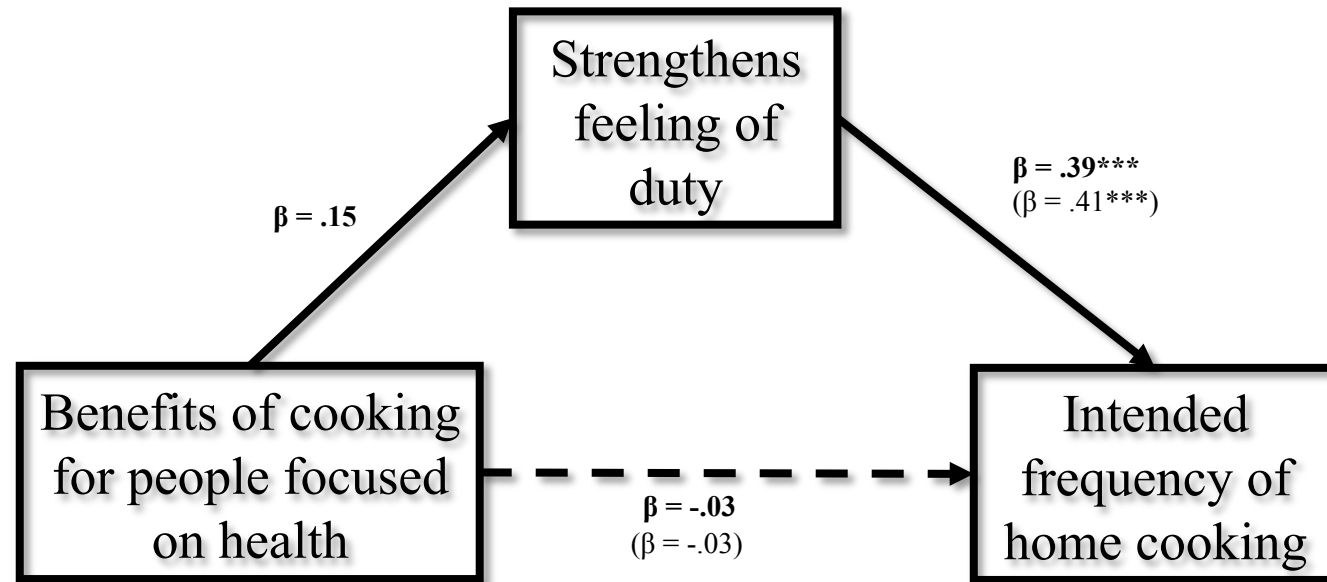 Strengthens
feeling of
duty
β = .15
β = .39***
(β = .41***)
Benefits of cooking
for people focused
on health
β = -.03
(β = -.03)
Intended
frequency of
home cooking